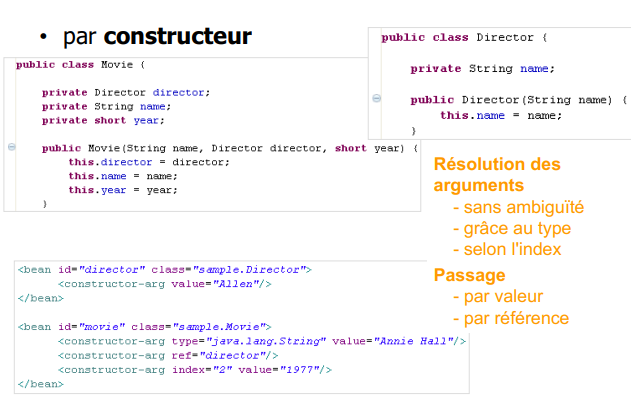 • par constructeur
public class Movie {
private Director director;
private String name;
private short year;
public Movie(String name, Director director, short year) {
this.director = director;
this.name = name;
this.year = year;
}
public class Director {
private String name;
public Director(String name) {
this.name = name;
}
Résolution des
arguments
- sans ambiguïté
- grâce au type
- selon l'index
Passage
- par valeur
- par référence
<bean id="director" class="sample.Director">
<constructor-arg value="Allen"/>
</bean>
<bean id="movie" class="sample.Movie">
<constructor-arg type="java.lang.String" value="Annie Hall"/>
<constructor-arg ref="director"/>
<constructor-arg index="2" value="1977"/>
</bean>